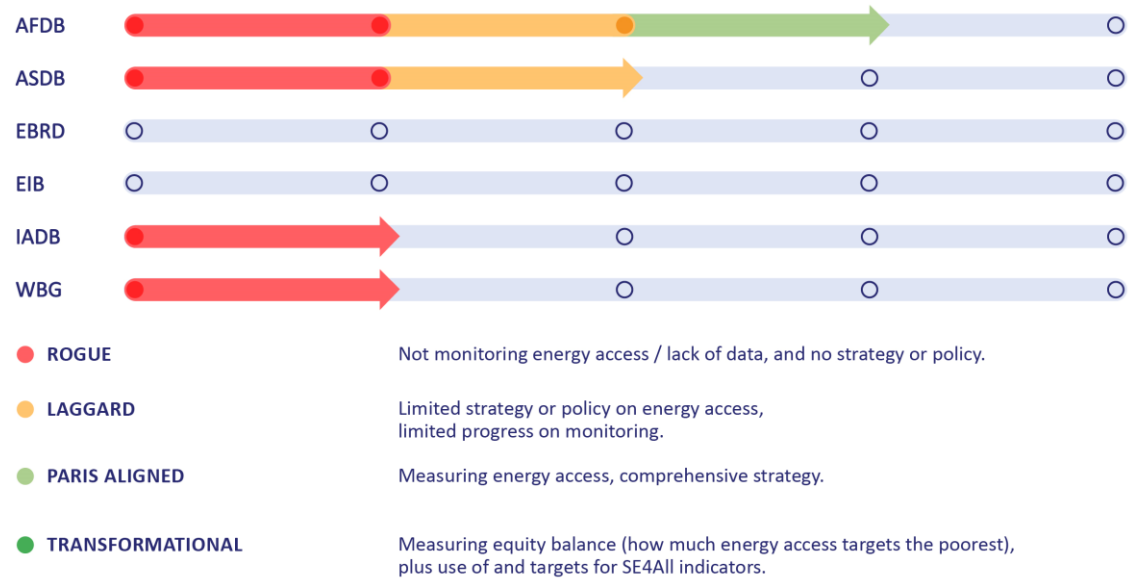 AFDB
ASDB
EBRD
EIB
IADB
WBG
ROGUE
Not monitoring energy access / lack of data, and no strategy or policy.
LAGGARD
Limited strategy or policy on energy access,
limited progress on monitoring.
PARIS ALIGNED
Measuring energy access, comprehensive strategy.
TRANSFORMATIONAL
Measuring equity balance (how much energy access targets the poorest),
plus use of and targets for SE4All indicators.